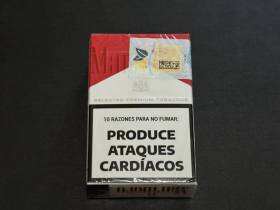 SELECTED PREMIUM TOBACCOS
10 RAZONES PARA NO FUMAR:
PRODUCE
ATAQUES
CARDÍACOS